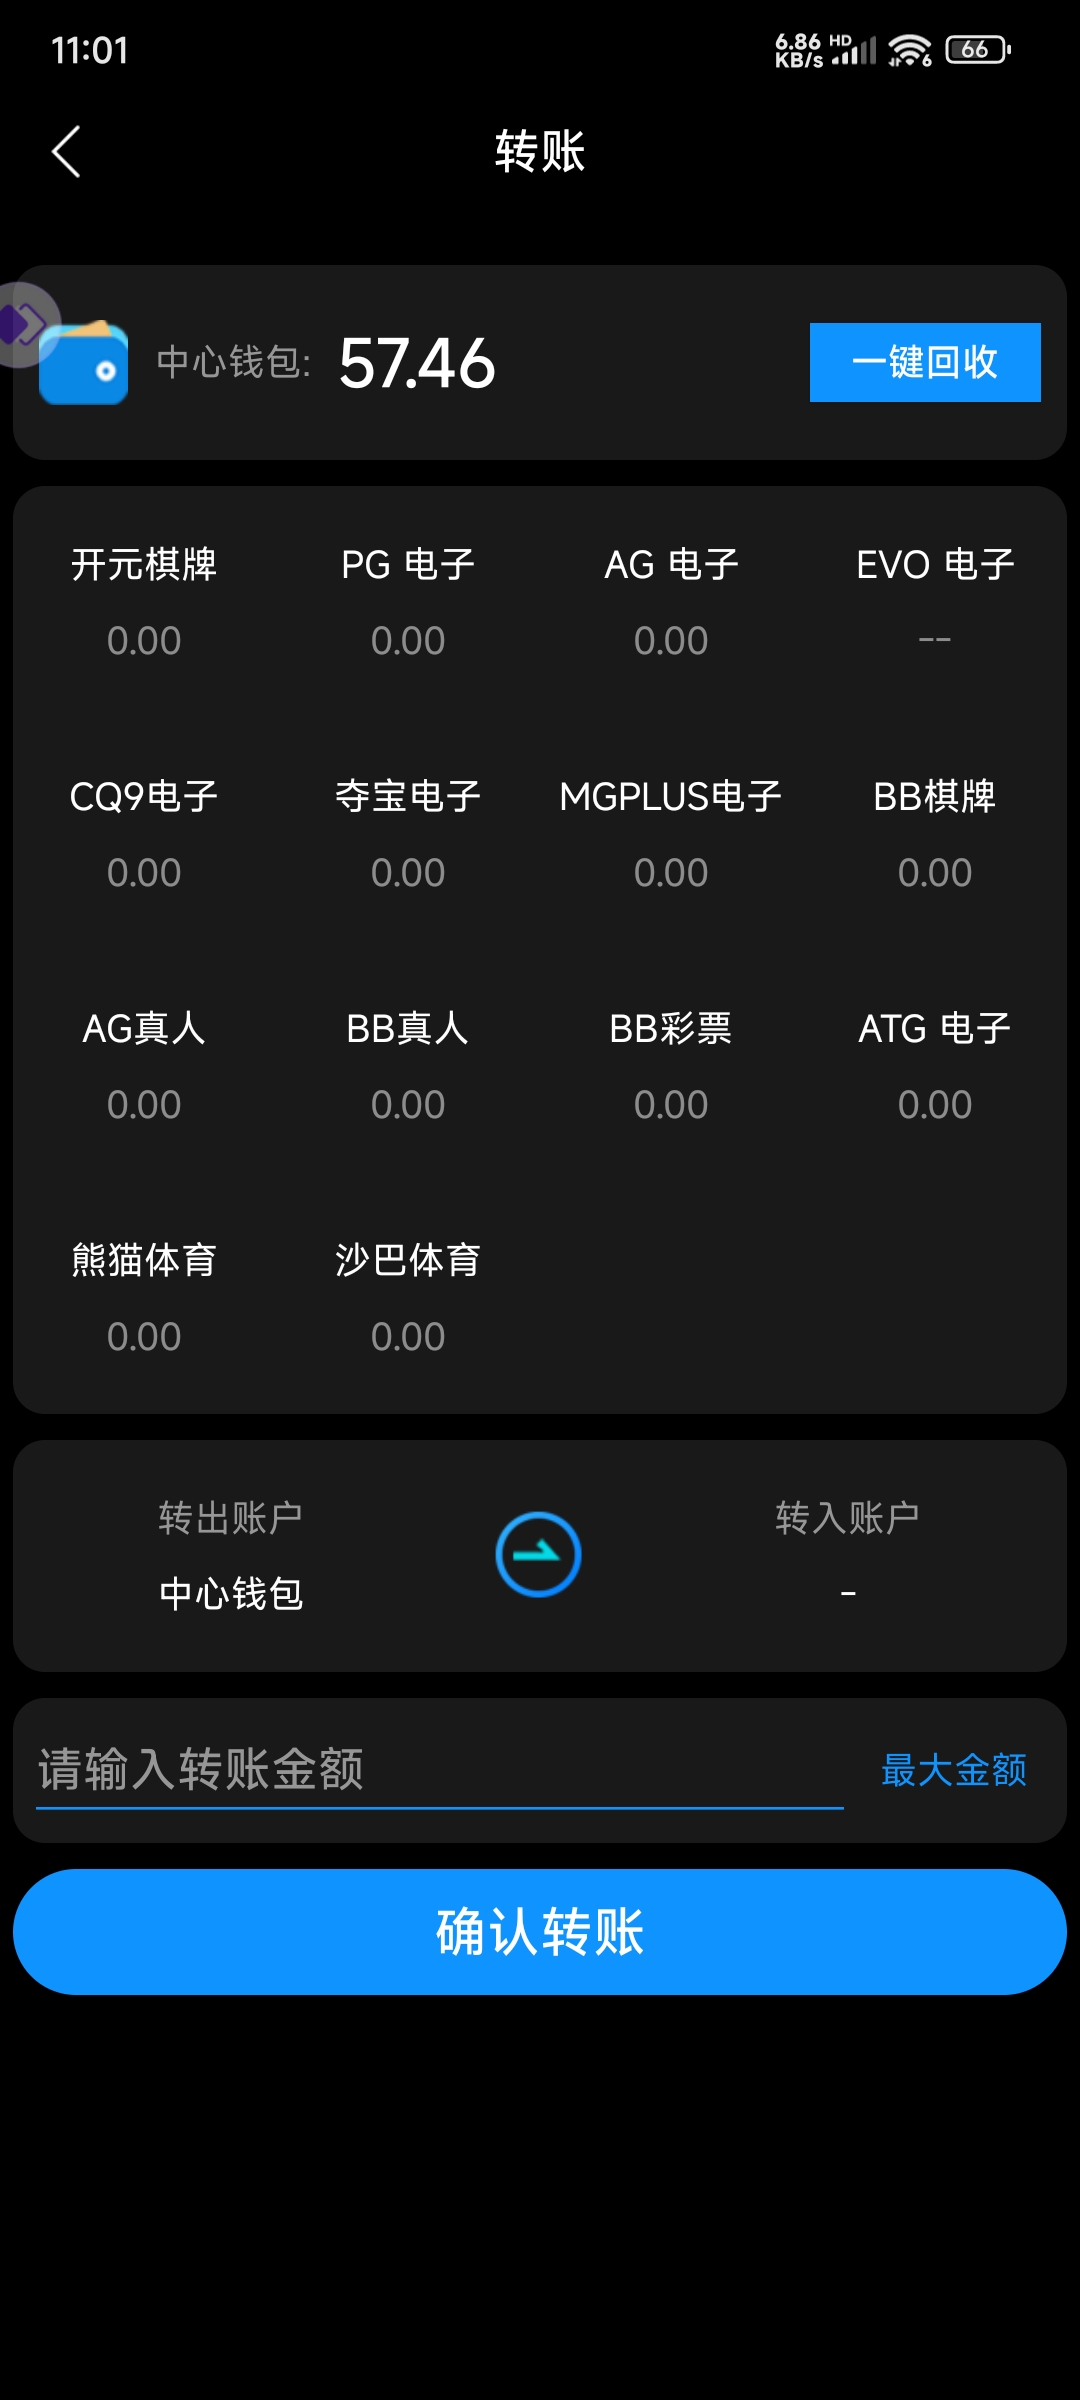 11:01
6.86 KB/s HD 6 66
转账
中心钱包: 57.46 一键回收
开元棋牌 PG 电子 AG 电子 EVO 电子
0.00 0.00 0.00 --
CQ9电子 夺宝电子 MGPLUS电子 BB棋牌
0.00 0.00 0.00 0.00
AG真人 BB真人 BB彩票 ATG 电子
0.00 0.00 0.00 0.00
熊猫体育 沙巴体育
0.00 0.00
转出账户 转入账户
中心钱包 -
请输入转账金额 最大金额
确认转账